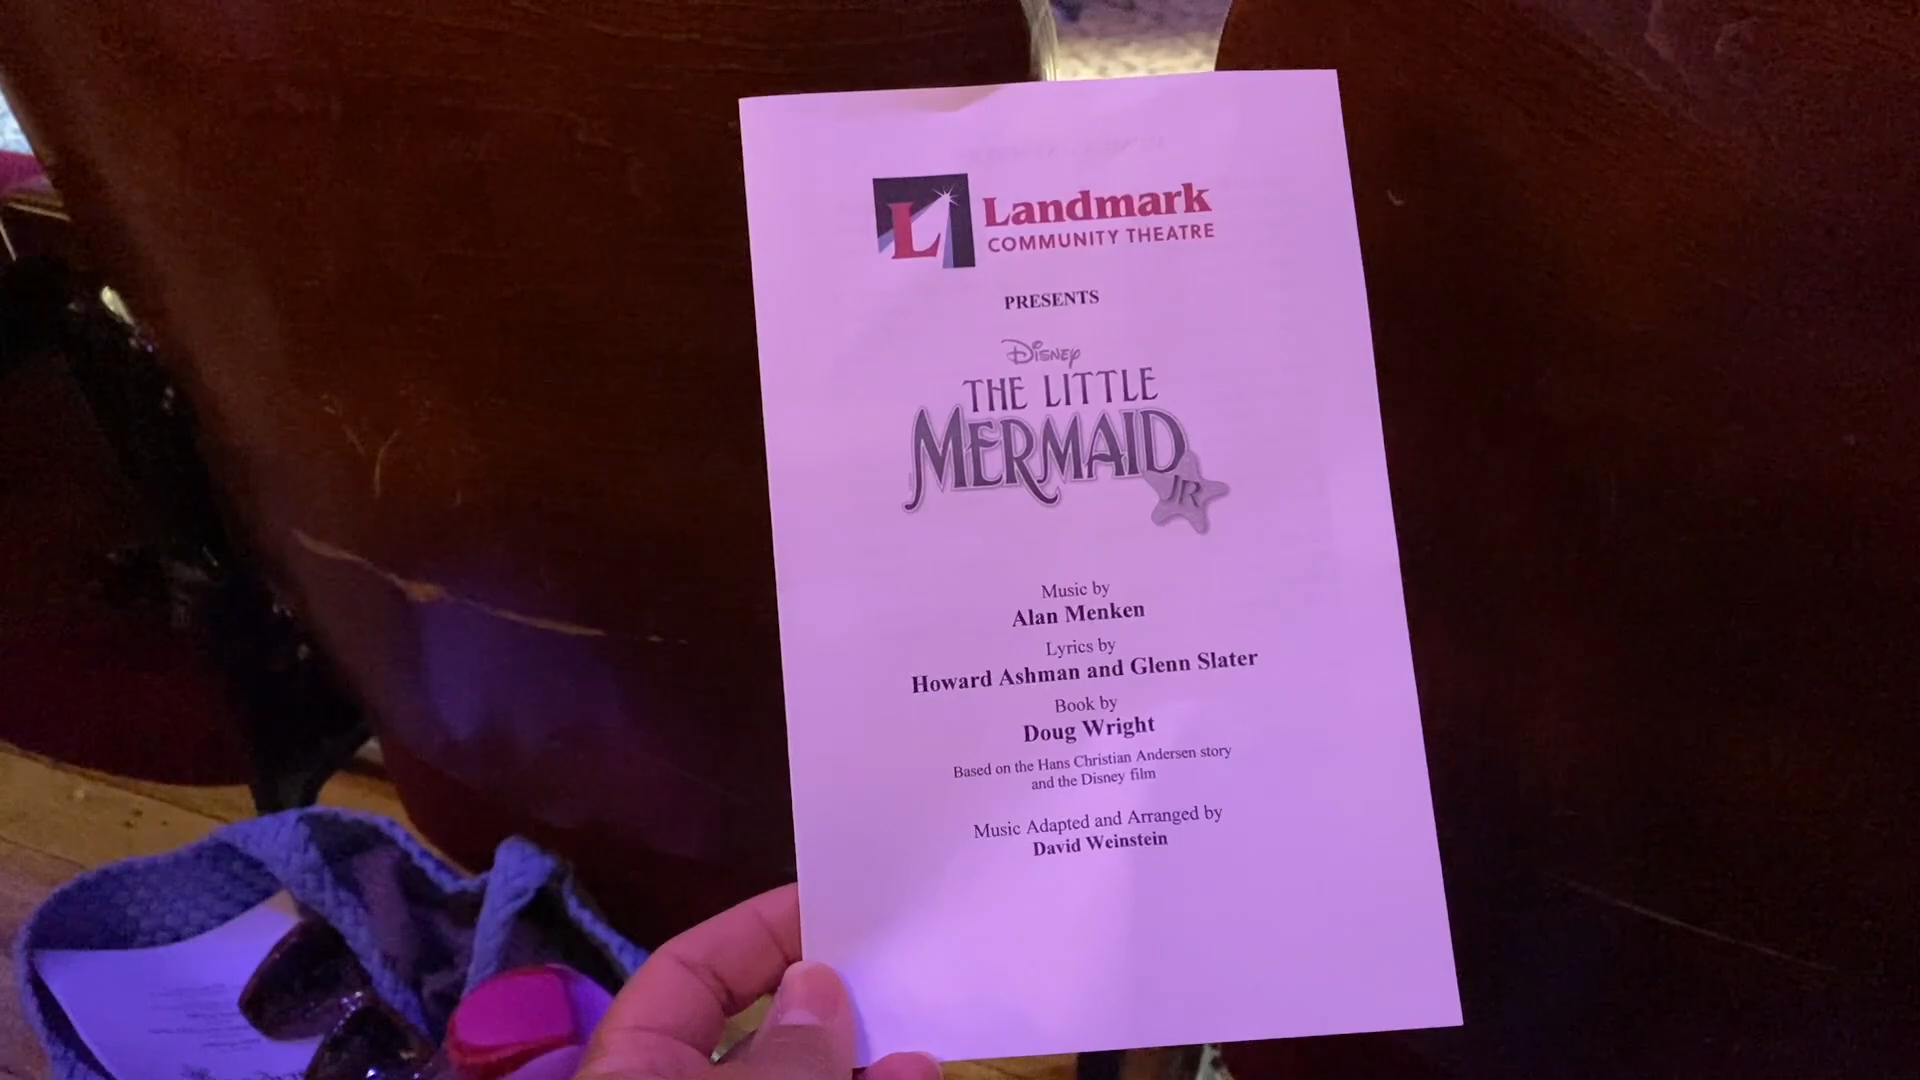 L Landmark
COMMUNITY THEATRE
PRESENTS
DISNEY
THE LITTLE
MERMAID
JR
Music by
Alan Menken
Lyrics by
Howard Ashman and Glenn Slater
Book by
Doug Wright
Based on the Hans Christian Andersen story
and the Disney film
Music Adapted and Arranged by
David Weinstein